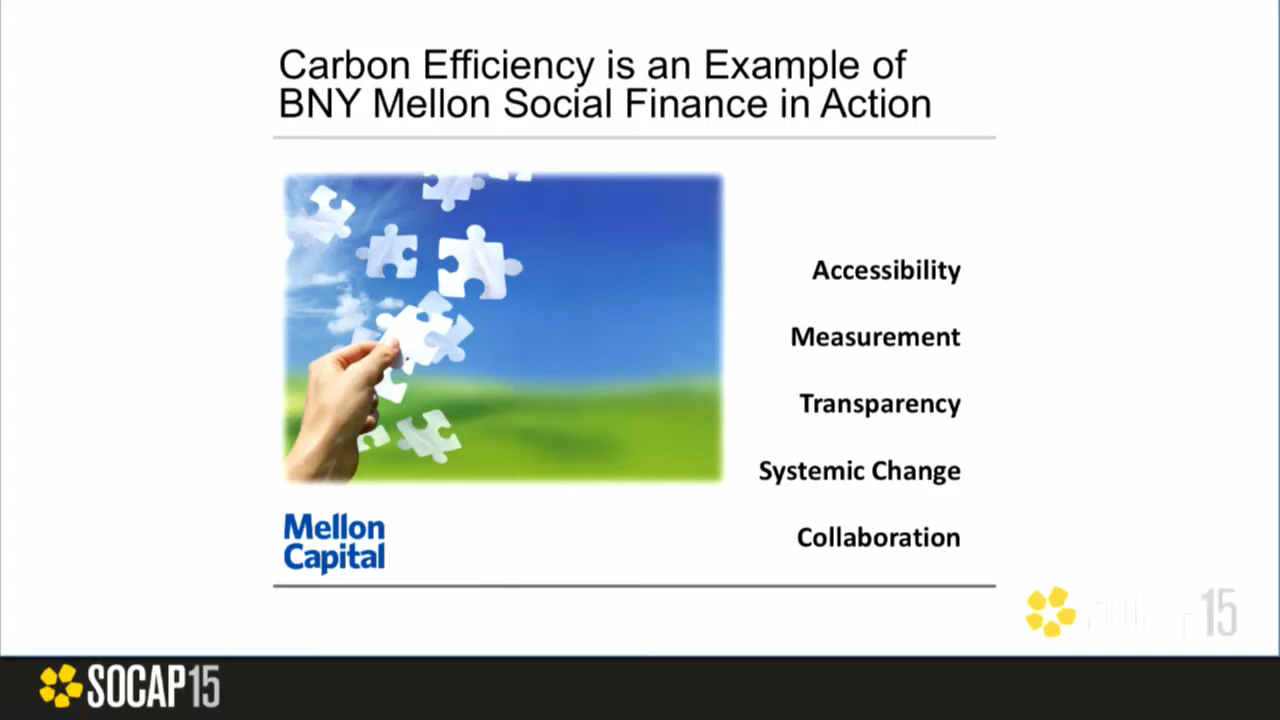 Carbon Efficiency is an Example of
BNY Mellon Social Finance in Action
Accessibility
Measurement
Transparency
Systemic Change
Collaboration
Mellon
Capital
15
SOCAP15